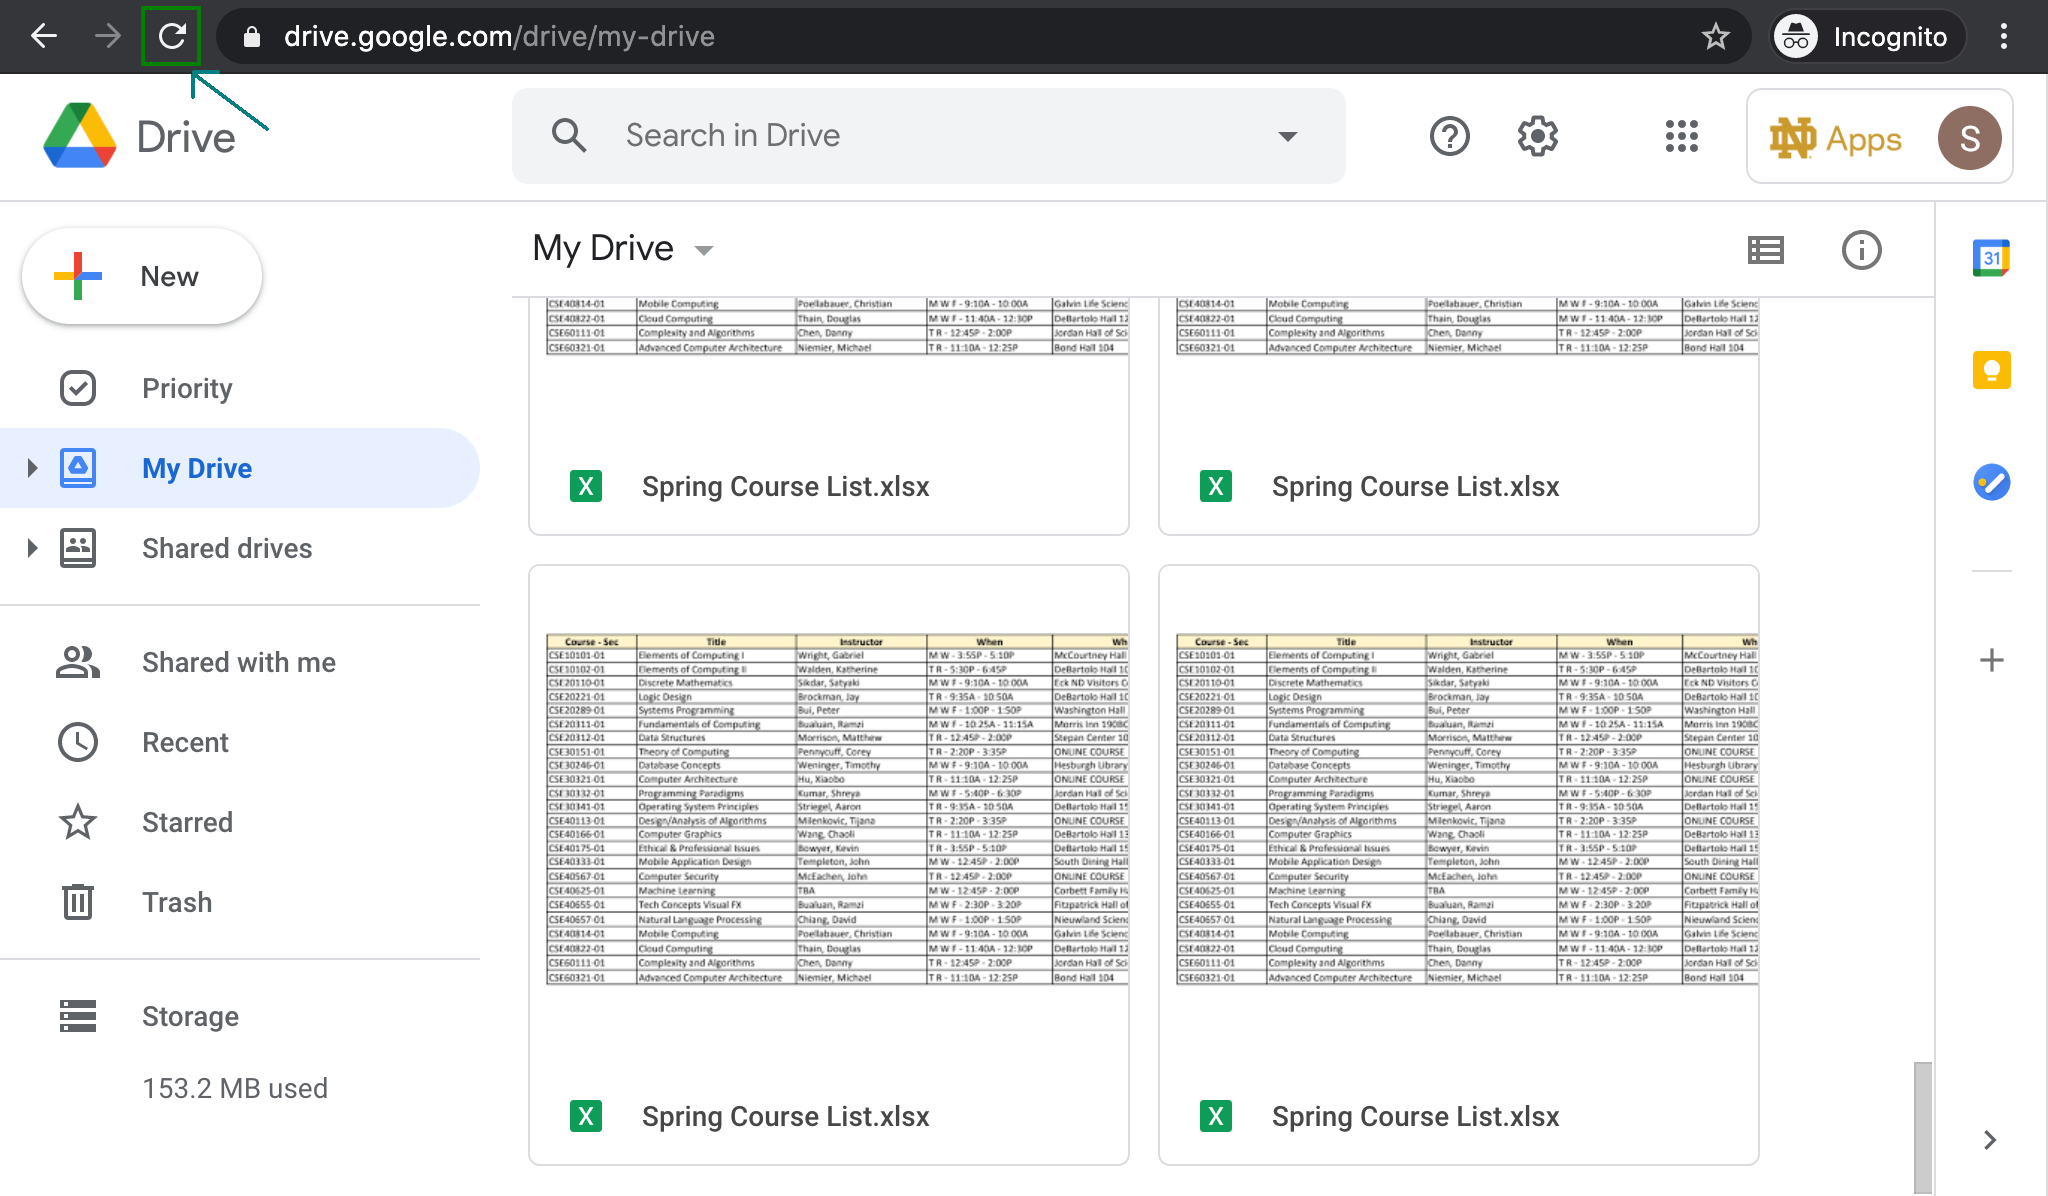 drive.google.com/drive/my-drive
Incognito
Drive
Search in Drive
Apps
S
New
My Drive
31
Priority
My Drive
Shared drives
Shared with me
Recent
Starred
Trash
Storage
153.2 MB used
CSE40814-01 Mobile Computing Poellabauer, Christian M W F - 9:10A - 10:00A Galvin Life Scienc
CSE40822-01 Cloud Computing Thain, Douglas M W F - 11:40A - 12:30P DeBartolo Hall 12
CSE60111-01 Complexity and Algorithms Chen, Danny T R - 12:45P - 2:00P Jordan Hall of Sci
CSE60321-01 Advanced Computer Architecture Niemier, Michael T R - 11:10A - 12:25P Bond Hall 104
X Spring Course List.xlsx
CSE40814-01 Mobile Computing Poellabauer, Christian M W F - 9:10A - 10:00A Galvin Life Scienc
CSE40822-01 Cloud Computing Thain, Douglas M W F - 11:40A - 12:30P DeBartolo Hall 12
CSE60111-01 Complexity and Algorithms Chen, Danny T R - 12:45P - 2:00P Jordan Hall of Sci
CSE60321-01 Advanced Computer Architecture Niemier, Michael T R - 11:10A - 12:25P Bond Hall 104
X Spring Course List.xlsx
Course - Sec Title Instructor When Wh
CSE10101-01 Elements of Computing I Wright, Gabriel M W - 3:55P - 5:10P McCourtney Hall
CSE10102-01 Elements of Computing II Walden, Katherine T R - 5:30P - 6:45P DeBartolo Hall 10
CSE20110-01 Discrete Mathematics Sikdar, Satyaki M W F - 9:10A - 10:00A Eck ND Visitors C
CSE20221-01 Logic Design Brockman, Jay T R - 9:35A - 10:50A DeBartolo Hall 10
CSE20289-01 Systems Programming Bui, Peter M W F - 1:00P - 1:50P Washington Hall
CSE20311-01 Fundamentals of Computing Bualuan, Ramzi M W F - 10:25A - 11:15A Morris Inn 1908C
CSE20312-01 Data Structures Morrison, Matthew T R - 12:45P - 2:00P Stepan Center 10
CSE30151-01 Theory of Computing Pennycuff, Corey T R - 2:20P - 3:35P ONLINE COURSE
CSE30246-01 Database Concepts Weninger, Timothy M W F - 9:10A - 10:00A Hesburgh Library
CSE30321-01 Computer Architecture Hu, Xiaobo T R - 11:10A - 12:25P ONLINE COURSE
CSE30332-01 Programming Paradigms Kumar, Shreya M W F - 5:40P - 6:30P Jordan Hall of Sci
CSE30341-01 Operating System Principles Striegel, Aaron T R - 9:35A - 10:50A DeBartolo Hall 15
CSE40113-01 Design/Analysis of Algorithms Milenkovic, Tijana T R - 2:20P - 3:35P ONLINE COURSE
CSE40166-01 Computer Graphics Wang, Chaoli T R - 11:10A - 12:25P DeBartolo Hall 13
CSE40175-01 Ethical & Professional Issues Bowyer, Kevin T R - 3:55P - 5:10P DeBartolo Hall 15
CSE40333-01 Mobile Application Design Templeton, John M W - 12:45P - 2:00P South Dining Hall
CSE40567-01 Computer Security McEachen, John T R - 12:45P - 2:00P ONLINE COURSE
CSE40625-01 Machine Learning TBA M W - 12:45P - 2:00P Corbett Family H
CSE40655-01 Tech Concepts Visual FX Bualuan, Ramzi M W F - 2:30P - 3:20P Fitzpatrick Hall of
CSE40657-01 Natural Language Processing Chiang, David M W F - 1:00P - 1:50P Nieuwland Scienc
CSE40814-01 Mobile Computing Poellabauer, Christian M W F - 9:10A - 10:00A Galvin Life Scienc
CSE40822-01 Cloud Computing Thain, Douglas M W F - 11:40A - 12:30P DeBartolo Hall 12
CSE60111-01 Complexity and Algorithms Chen, Danny T R - 12:45P - 2:00P Jordan Hall of Sci
CSE60321-01 Advanced Computer Architecture Niemier, Michael T R - 11:10A - 12:25P Bond Hall 104
X Spring Course List.xlsx
Course - Sec Title Instructor When Wh
CSE10101-01 Elements of Computing I Wright, Gabriel M W - 3:55P - 5:10P McCourtney Hall
CSE10102-01 Elements of Computing II Walden, Katherine T R - 5:30P - 6:45P DeBartolo Hall 10
CSE20110-01 Discrete Mathematics Sikdar, Satyaki M W F - 9:10A - 10:00A Eck ND Visitors C
CSE20221-01 Logic Design Brockman, Jay T R - 9:35A - 10:50A DeBartolo Hall 10
CSE20289-01 Systems Programming Bui, Peter M W F - 1:00P - 1:50P Washington Hall
CSE20311-01 Fundamentals of Computing Bualuan, Ramzi M W F - 10:25A - 11:15A Morris Inn 1908C
CSE20312-01 Data Structures Morrison, Matthew T R - 12:45P - 2:00P Stepan Center 10
CSE30151-01 Theory of Computing Pennycuff, Corey T R - 2:20P - 3:35P ONLINE COURSE
CSE30246-01 Database Concepts Weninger, Timothy M W F - 9:10A - 10:00A Hesburgh Library
CSE30321-01 Computer Architecture Hu, Xiaobo T R - 11:10A - 12:25P ONLINE COURSE
CSE30332-01 Programming Paradigms Kumar, Shreya M W F - 5:40P - 6:30P Jordan Hall of Sci
CSE30341-01 Operating System Principles Striegel, Aaron T R - 9:35A - 10:50A DeBartolo Hall 15
CSE40113-01 Design/Analysis of Algorithms Milenkovic, Tijana T R - 2:20P - 3:35P ONLINE COURSE
CSE40166-01 Computer Graphics Wang, Chaoli T R - 11:10A - 12:25P DeBartolo Hall 13
CSE40175-01 Ethical & Professional Issues Bowyer, Kevin T R - 3:55P - 5:10P DeBartolo Hall 15
CSE40333-01 Mobile Application Design Templeton, John M W - 12:45P - 2:00P South Dining Hall
CSE40567-01 Computer Security McEachen, John T R - 12:45P - 2:00P ONLINE COURSE
CSE40625-01 Machine Learning TBA M W - 12:45P - 2:00P Corbett Family H
CSE40655-01 Tech Concepts Visual FX Bualuan, Ramzi M W F - 2:30P - 3:20P Fitzpatrick Hall of
CSE40657-01 Natural Language Processing Chiang, David M W F - 1:00P - 1:50P Nieuwland Scienc
CSE40814-01 Mobile Computing Poellabauer, Christian M W F - 9:10A - 10:00A Galvin Life Scienc
CSE40822-01 Cloud Computing Thain, Douglas M W F - 11:40A - 12:30P DeBartolo Hall 12
CSE60111-01 Complexity and Algorithms Chen, Danny T R - 12:45P - 2:00P Jordan Hall of Sci
CSE60321-01 Advanced Computer Architecture Niemier, Michael T R - 11:10A - 12:25P Bond Hall 104
X Spring Course List.xlsx